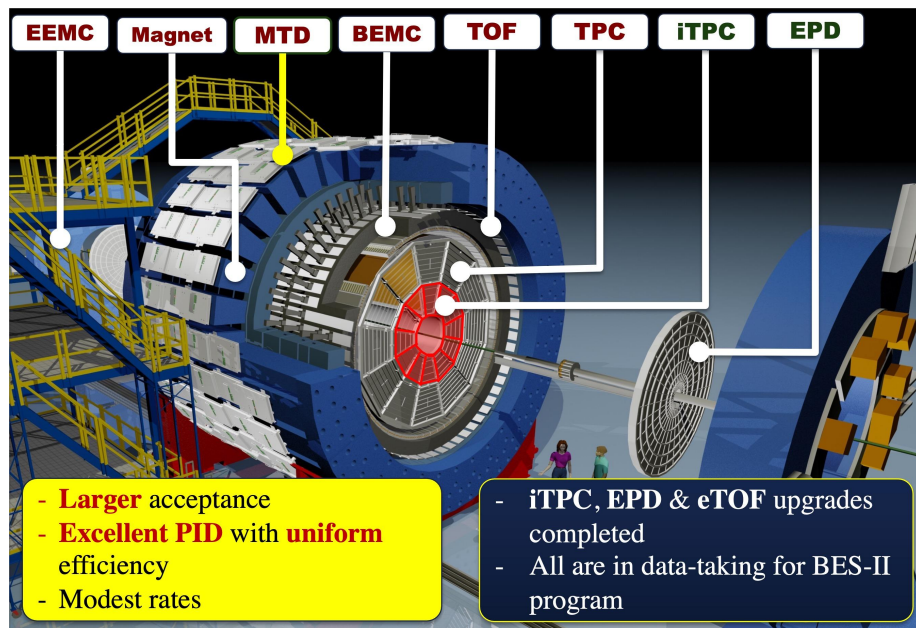 EEMC
Magnet
MTD
BEMC
TOF
TPC
iTPC
EPD
- Larger acceptance
- Excellent PID with uniform
efficiency
- Modest rates
- iTPC, EPD & eTOF upgrades
completed
- All are in data-taking for BES-II
program